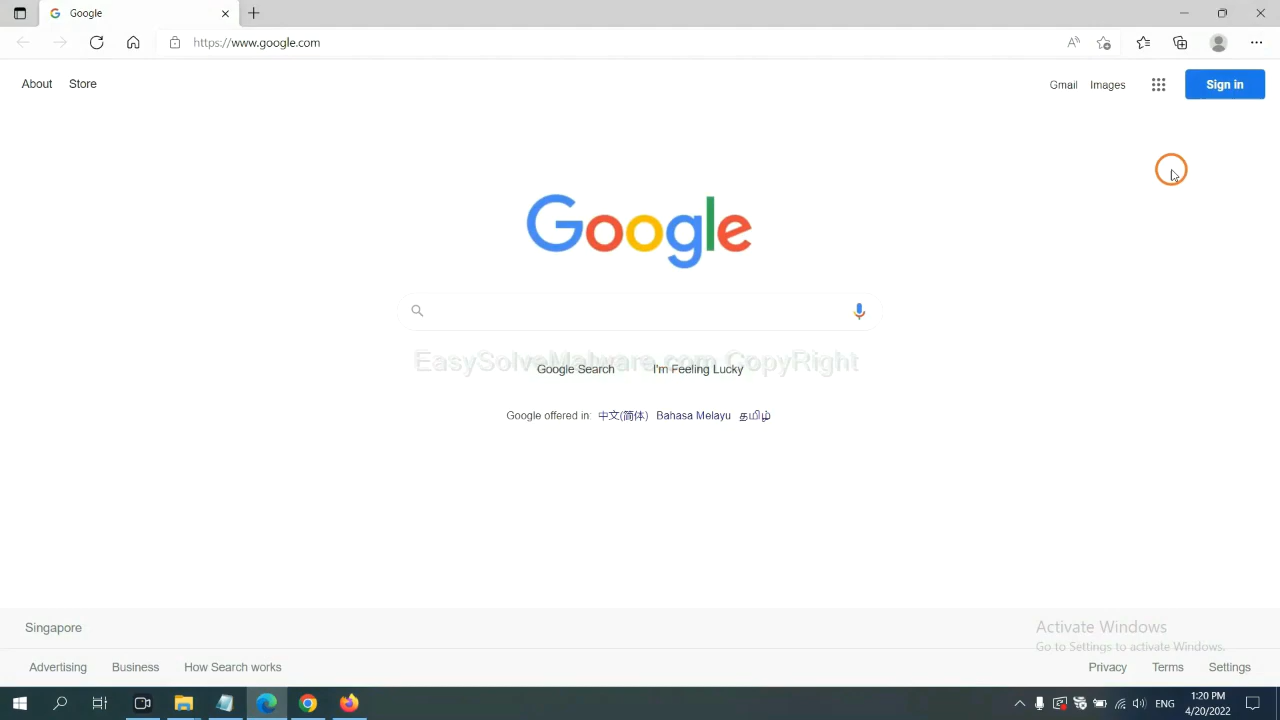 Google
https://www.google.com
About Store
Gmail Images Sign in
Google
EasySolveMalware.com CopyRight
Google Search I'm Feeling Lucky
Google offered in: 中文(简体) Bahasa Melayu தமிழ்
Singapore
Activate Windows
Go to Settings to activate Windows.
Advertising Business How Search works
Privacy Terms Settings
ENG
1:20 PM
4/20/2022